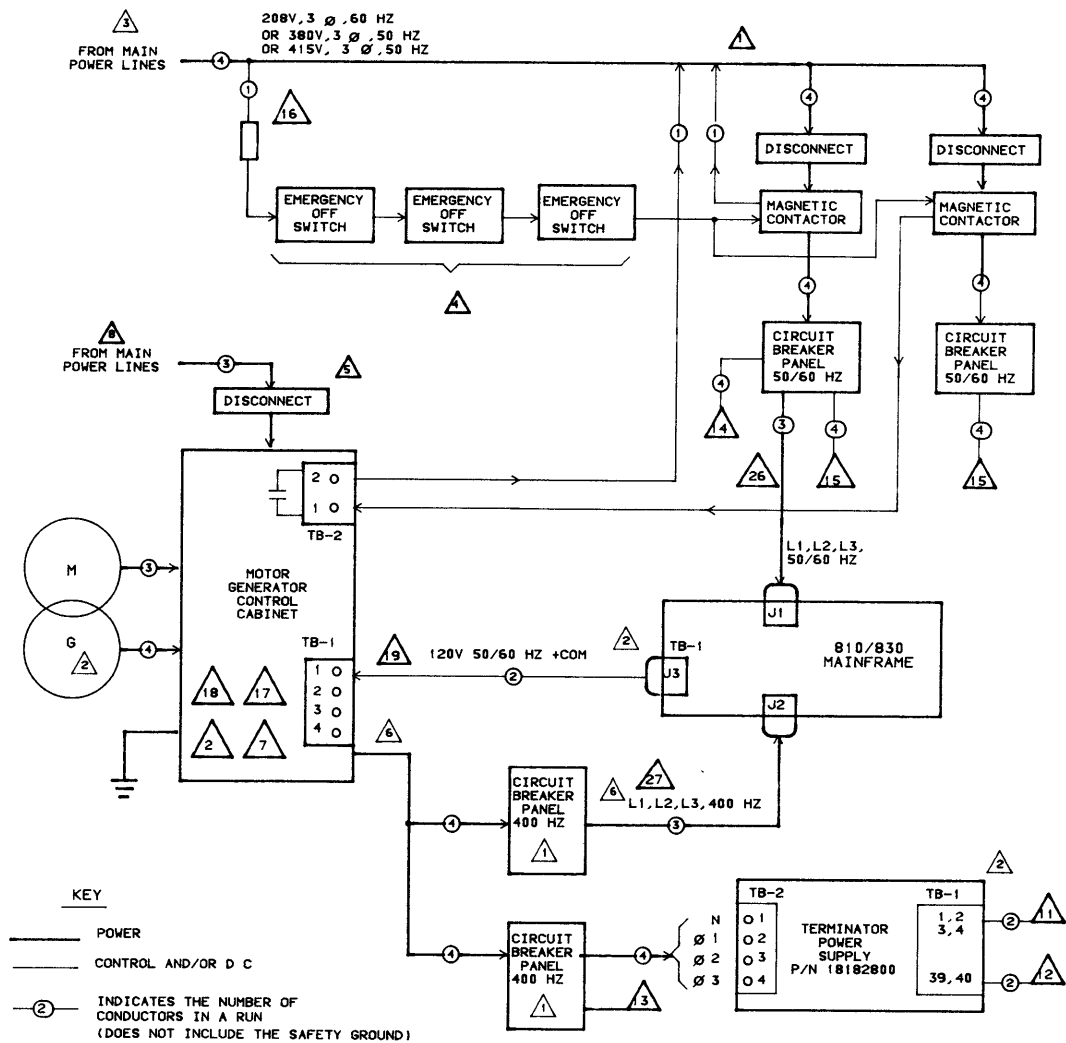 3
208V, 3 Ø , 60 HZ
OR 380V, 3 Ø , 50 HZ
OR 415V, 3 Ø , 50 HZ
FROM MAIN
POWER LINES
4
1
1
16
4
4
1
1
DISCONNECT
DISCONNECT
EMERGENCY
OFF
SWITCH
EMERGENCY
OFF
SWITCH
EMERGENCY
OFF
SWITCH
MAGNETIC
CONTACTOR
MAGNETIC
CONTACTOR
4
4
4
8
FROM MAIN
POWER LINES
3
5
DISCONNECT
CIRCUIT
BREAKER
PANEL
50/60 HZ
CIRCUIT
BREAKER
PANEL
50/60 HZ
4
14
3
4
4
26
15
15
2
1
TB-2
L1,L2,L3,
50/60 HZ
M
3
G
2
4
MOTOR
GENERATOR
CONTROL
CABINET
J1
TB-1
1
2
3
4
19
120V 50/60 HZ +COM
2
2
TB-1
J3
810/830
MAINFRAME
J2
18
17
2
7
6
CIRCUIT
BREAKER
PANEL
400 HZ
1
4
6
27
L1,L2,L3,400 HZ
3
KEY
POWER
CONTROL AND/OR D C
2
INDICATES THE NUMBER OF
CONDUCTORS IN A RUN
(DOES NOT INCLUDE THE SAFETY GROUND)
4
CIRCUIT
BREAKER
PANEL
400 HZ
1
4
13
N
Ø 1
Ø 2
Ø 3
TB-2
1
2
3
4
TERMINATOR
POWER
SUPPLY
P/N 18182800
2
TB-1
1,2
3,4
39,40
2
11
2
12